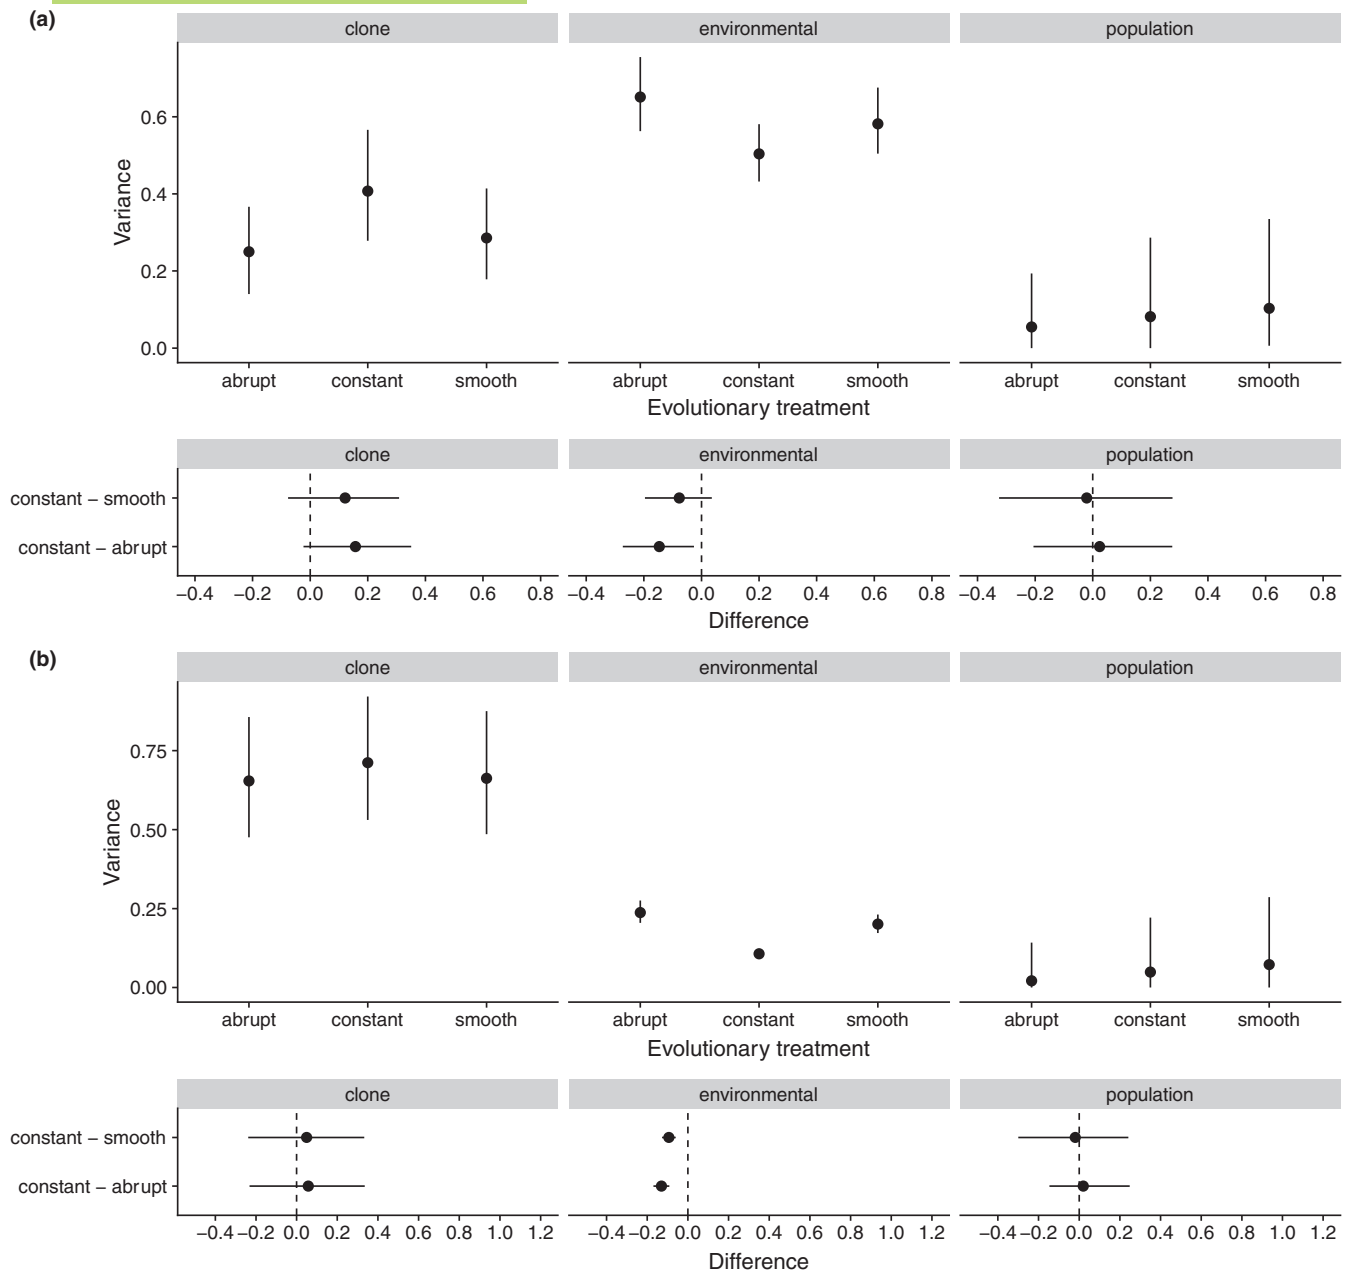 (a)
clone environmental population
Variance
0.6
0.4
0.2
0.0
abrupt constant smooth abrupt constant smooth abrupt constant smooth
Evolutionary treatment
clone environmental population
constant – smooth
constant – abrupt
−0.4 −0.2 0.0 0.2 0.4 0.6 0.8 −0.4 −0.2 0.0 0.2 0.4 0.6 0.8 −0.4 −0.2 0.0 0.2 0.4 0.6 0.8
Difference
(b)
clone environmental population
Variance
0.75
0.50
0.25
0.00
abrupt constant smooth abrupt constant smooth abrupt constant smooth
Evolutionary treatment
clone environmental population
constant – smooth
constant – abrupt
−0.4 −0.2 0.0 0.2 0.4 0.6 0.8 1.0 1.2 −0.4 −0.2 0.0 0.2 0.4 0.6 0.8 1.0 1.2 −0.4 −0.2 0.0 0.2 0.4 0.6 0.8 1.0 1.2
Difference